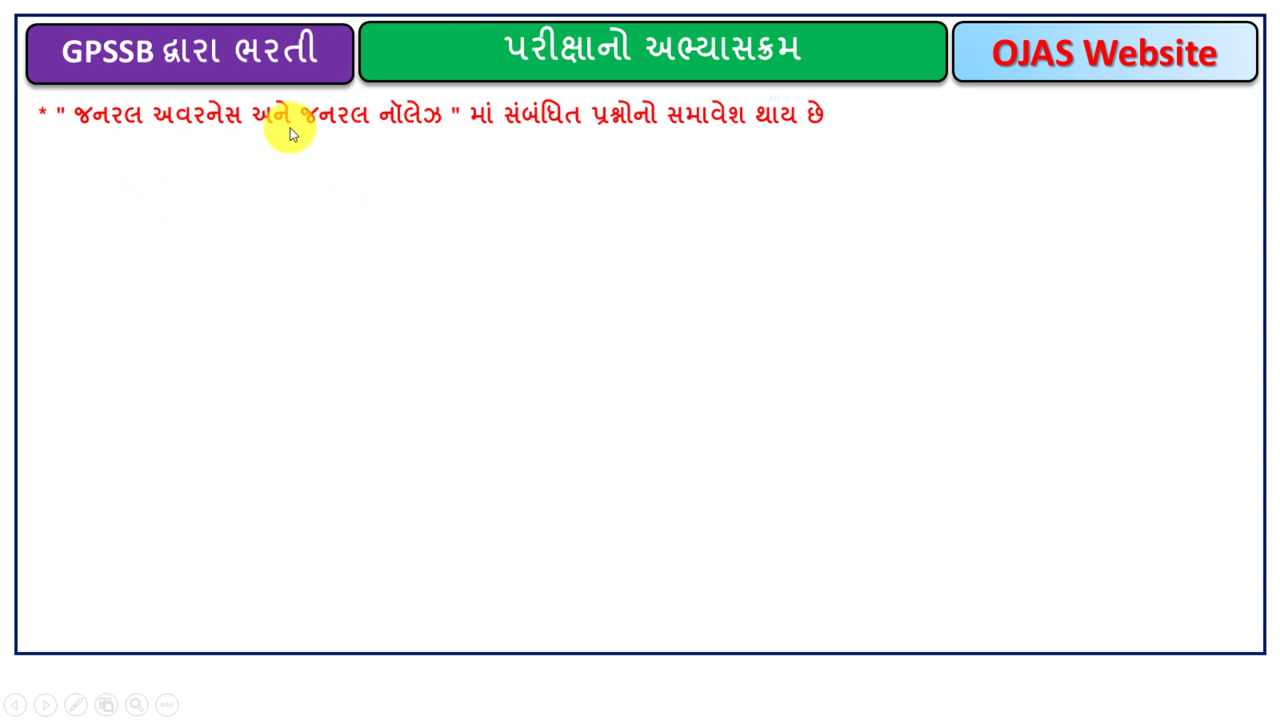 GPSSB દ્વારા ભરતી
પરીક્ષાનો અભ્યાસક્રમ
OJAS Website
* " જનરલ અવરનેસ અને જનરલ નૉલેઝ " માં સંબંધિત પ્રશ્નોનો સમાવેશ થાય છે